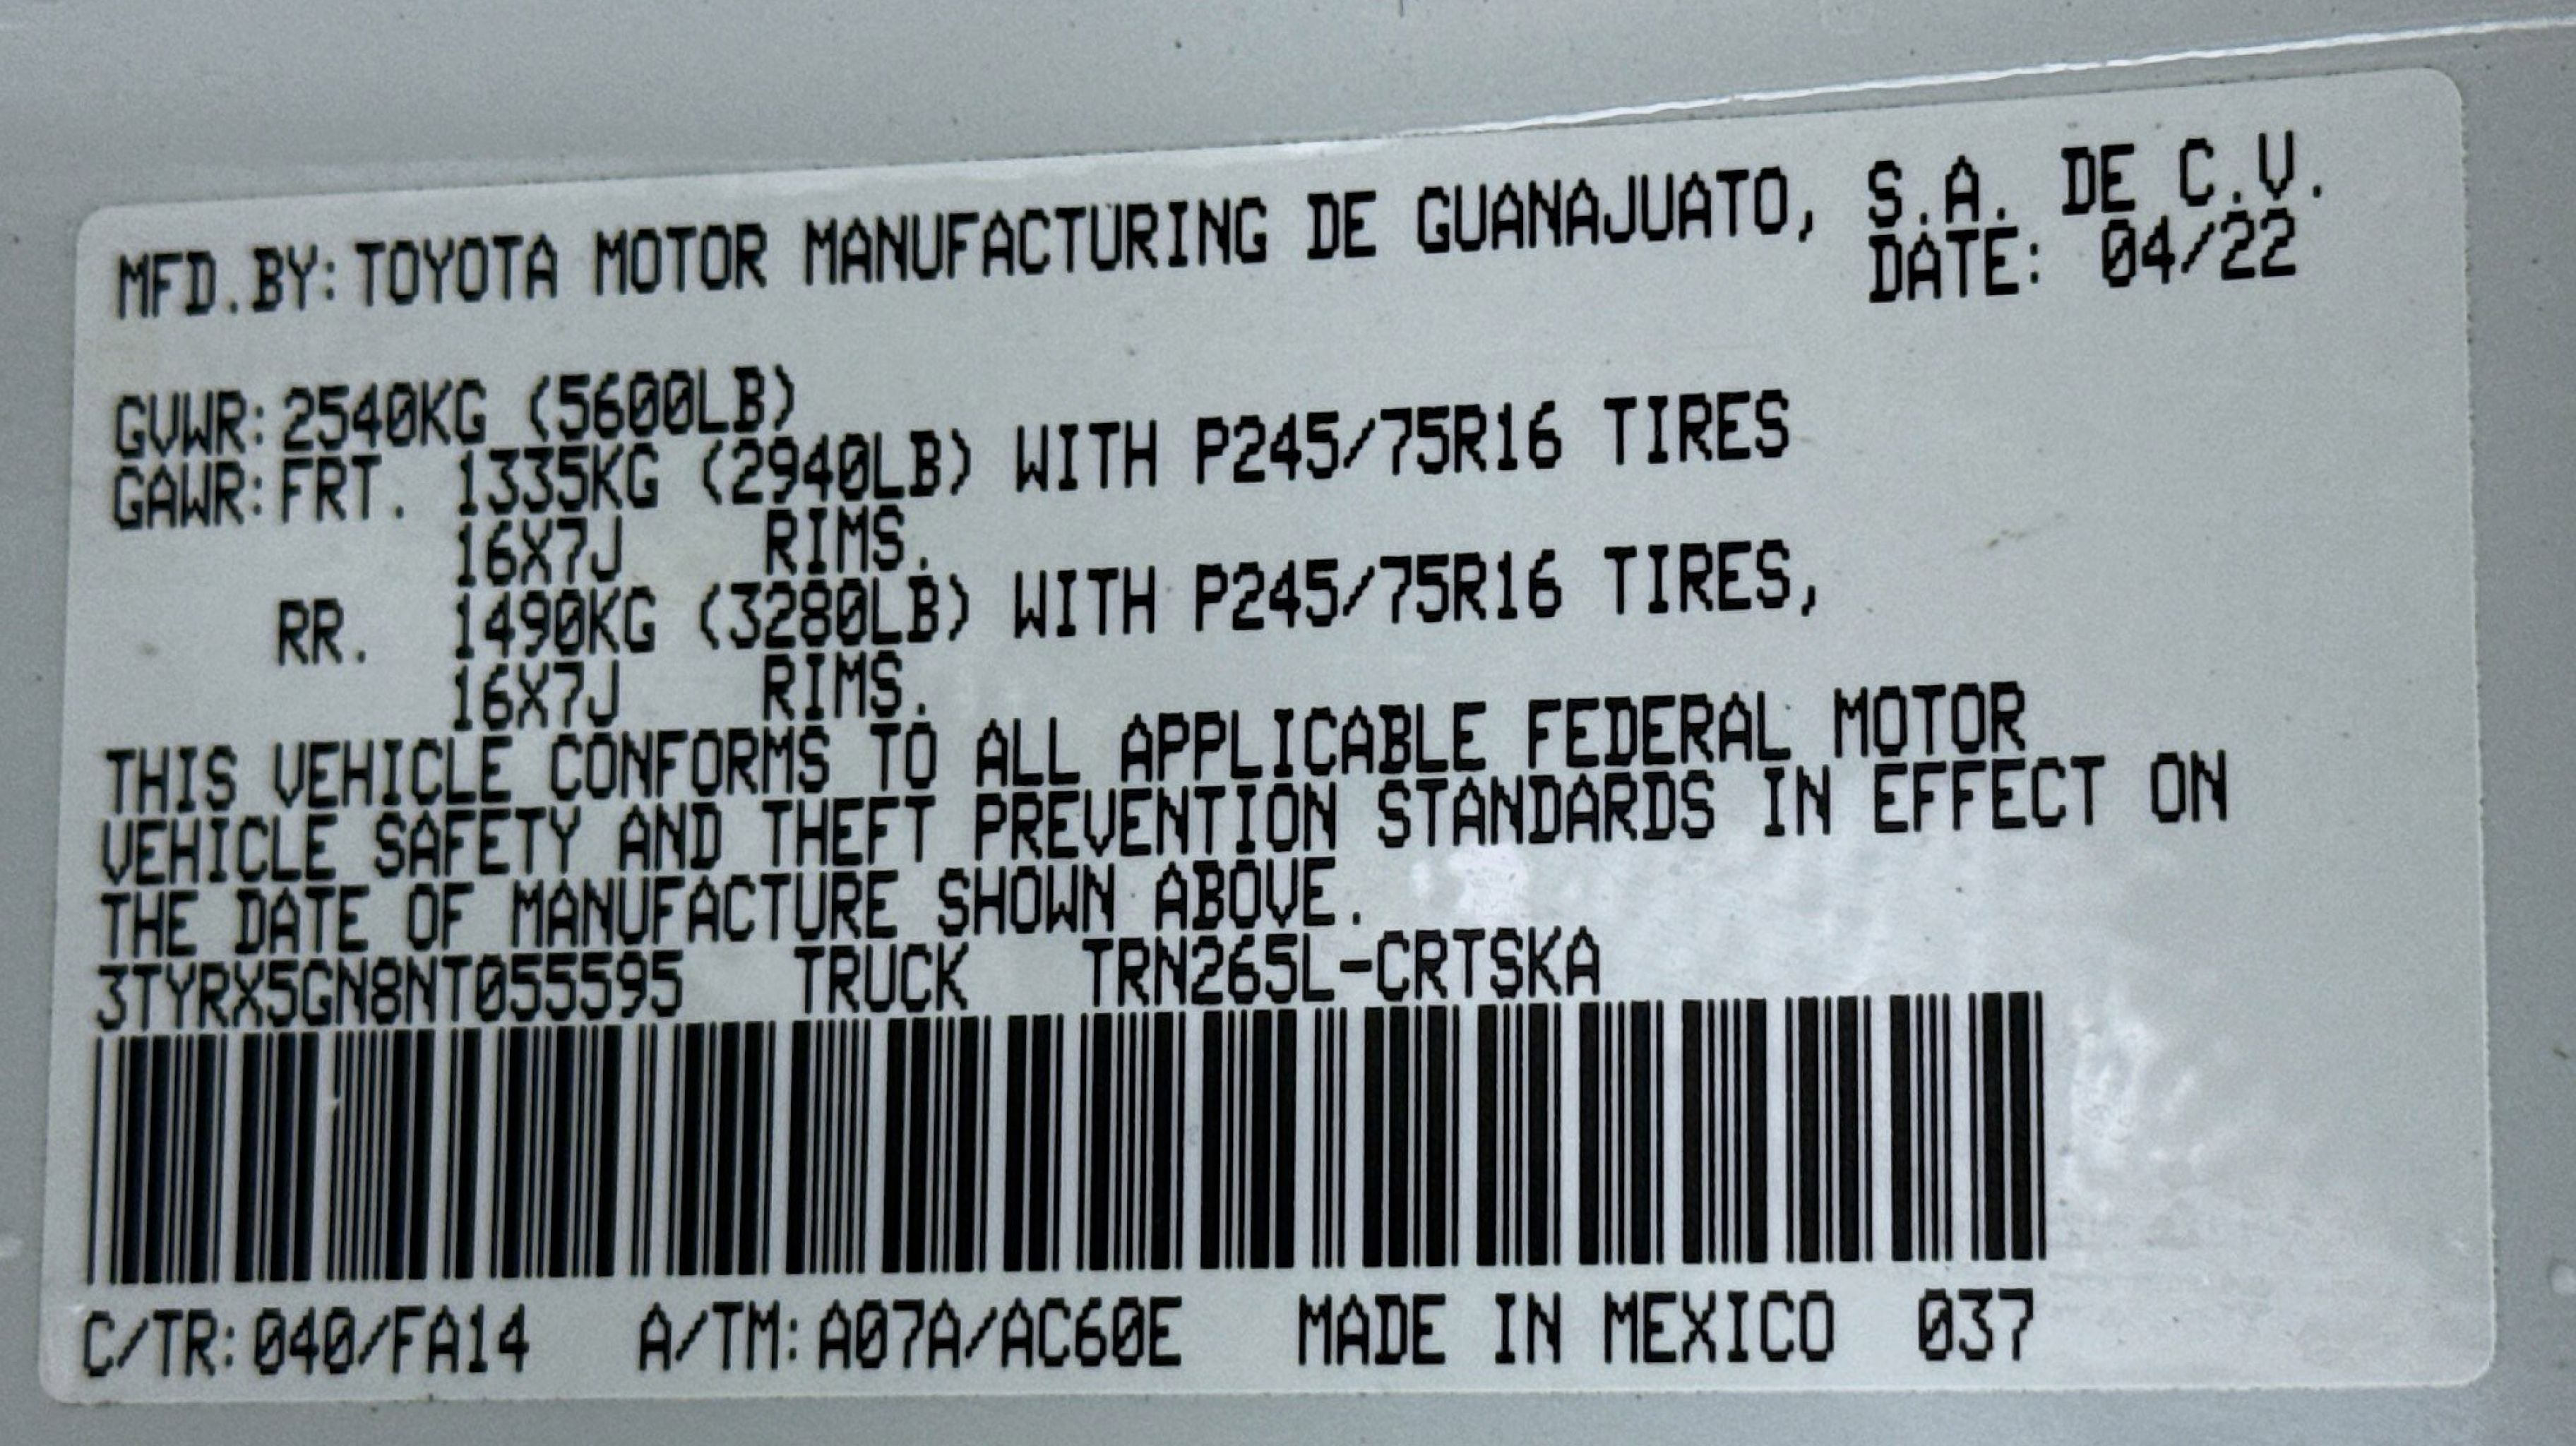 MFD.BY:TOYOTA MOTOR MANUFACTURING DE GUANAJUATO, S.A. DE C.V.
DATE: 04/22
GVWR:2540KG (5600LB)
GAWR:FRT. 1335KG (2940LB) WITH P245/75R16 TIRES
16X7J RIMS.
RR. 1490KG (3280LB) WITH P245/75R16 TIRES,
16X7J RIMS.
THIS VEHICLE CONFORMS TO ALL APPLICABLE FEDERAL MOTOR
VEHICLE SAFETY AND THEFT PREVENTION STANDARDS IN EFFECT ON
THE DATE OF MANUFACTURE SHOWN ABOVE.
3TYRX5GN8NT055595 TRUCK TRN265L-CRTSKA
C/TR:040/FA14 A/TM:A07A/AC60E MADE IN MEXICO 037